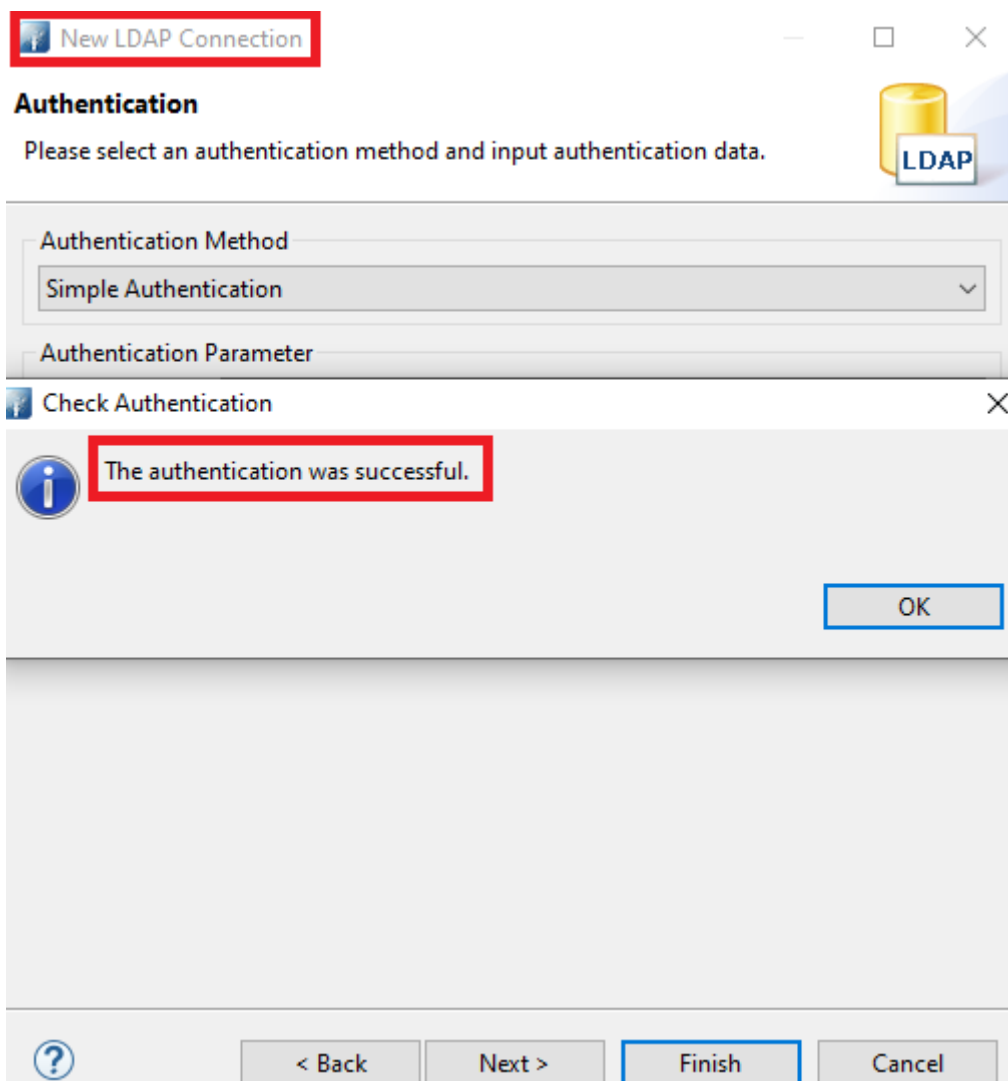 New LDAP Connection
Authentication
Please select an authentication method and input authentication data.
LDAP
Authentication Method
Simple Authentication
Authentication Parameter
Check Authentication
The authentication was successful.
OK
< Back Next > Finish Cancel